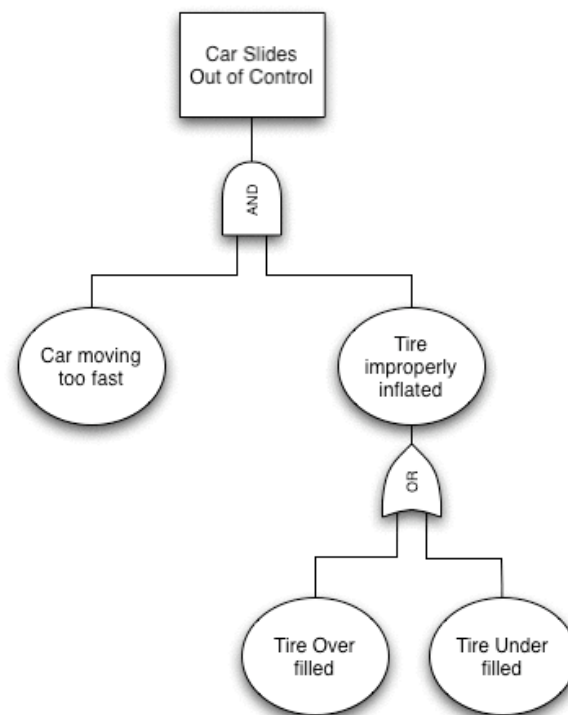 Car Slides
Out of Control
AND
Car moving
too fast
Tire
improperly
inflated
OR
Tire Over
filled
Tire Under
filled